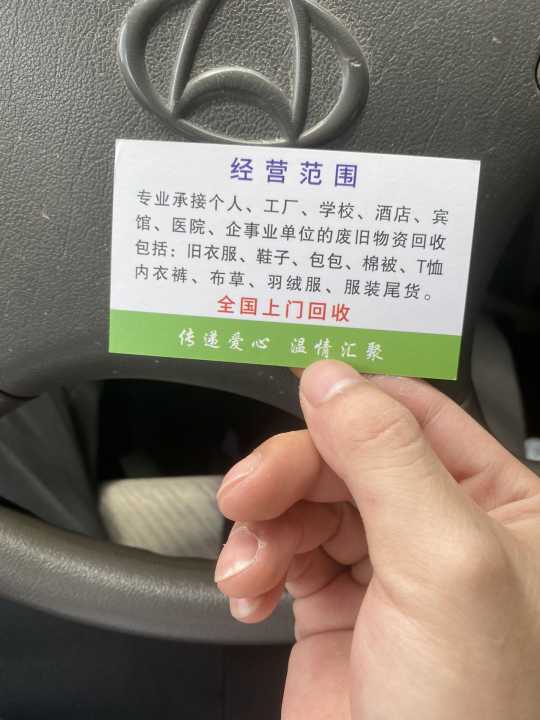 经营范围
专业承接个人、工厂、学校、酒店、宾
馆、医院、企事业单位的废旧物资回收
包括：旧衣服、鞋子、包包、棉被、T恤
内衣裤、布草、羽绒服、服装尾货。
全国上门回收
传递爱心 温情汇聚